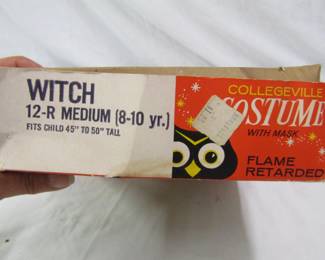 WITCH
12-R MEDIUM (8-10 yr.)
FITS CHILD 45" TO 50" TALL
COLLEGEVILLE
COSTUME
WITH MASK
FLAME
RETARDED